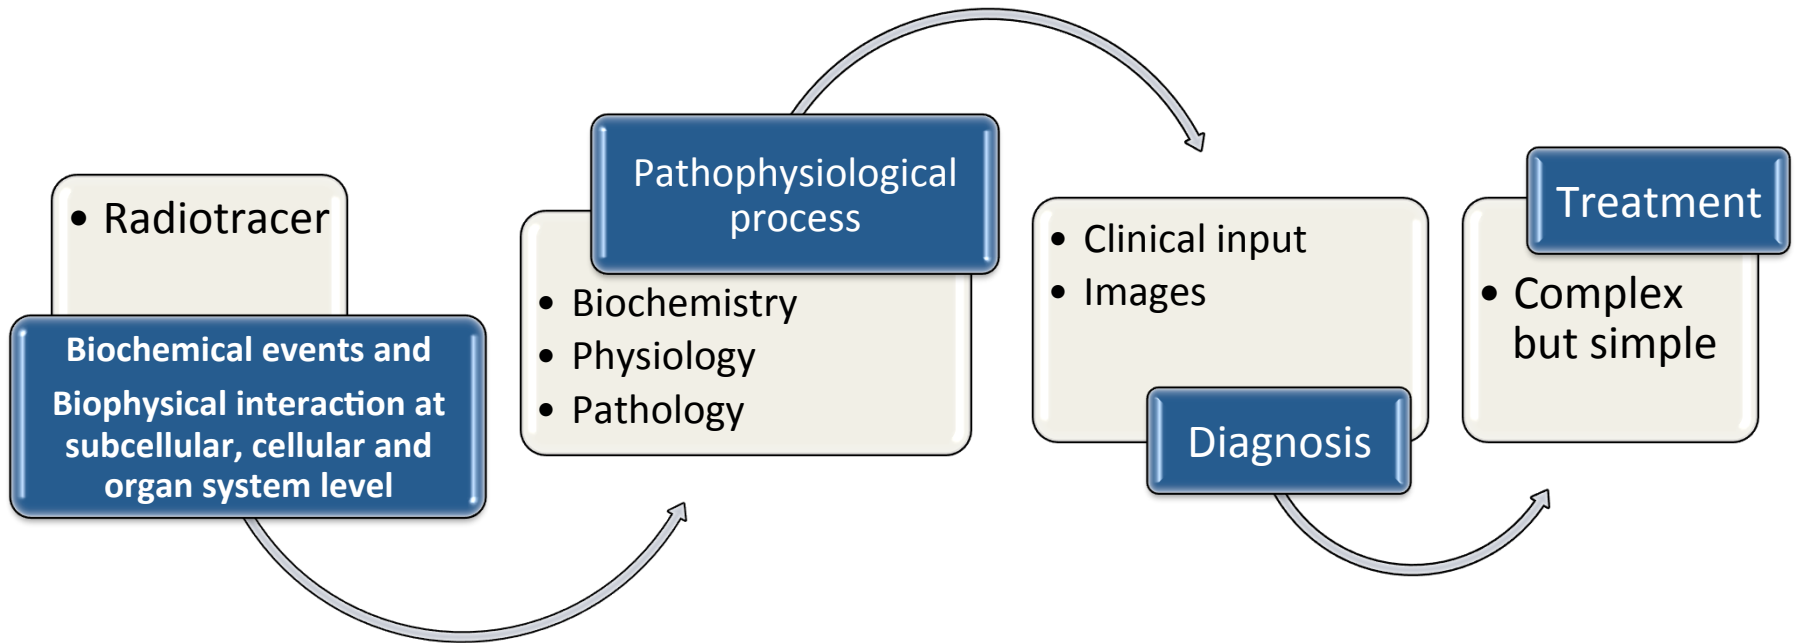 • Radiotracer
Biochemical events and
Biophysical interaction at
subcellular, cellular and
organ system level
Pathophysiological
process
• Biochemistry
• Physiology
• Pathology
• Clinical input
• Images
Diagnosis
Treatment
• Complex
but simple